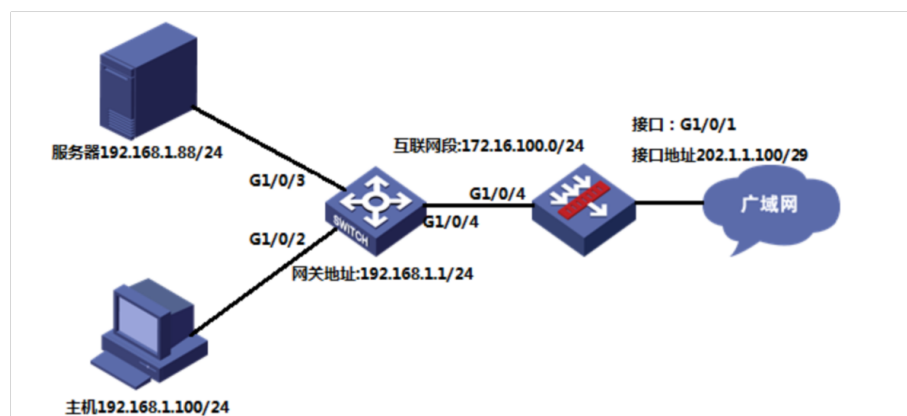 接口：G1/0/1
互联网段:172.16.100.0/24
接口地址202.1.1.100/29
服务器192.168.1.88/24
G1/0/3
G1/0/4
广域网
SWITCH
G1/0/4
G1/0/2
网关地址:192.168.1.1/24
主机192.168.1.100/24